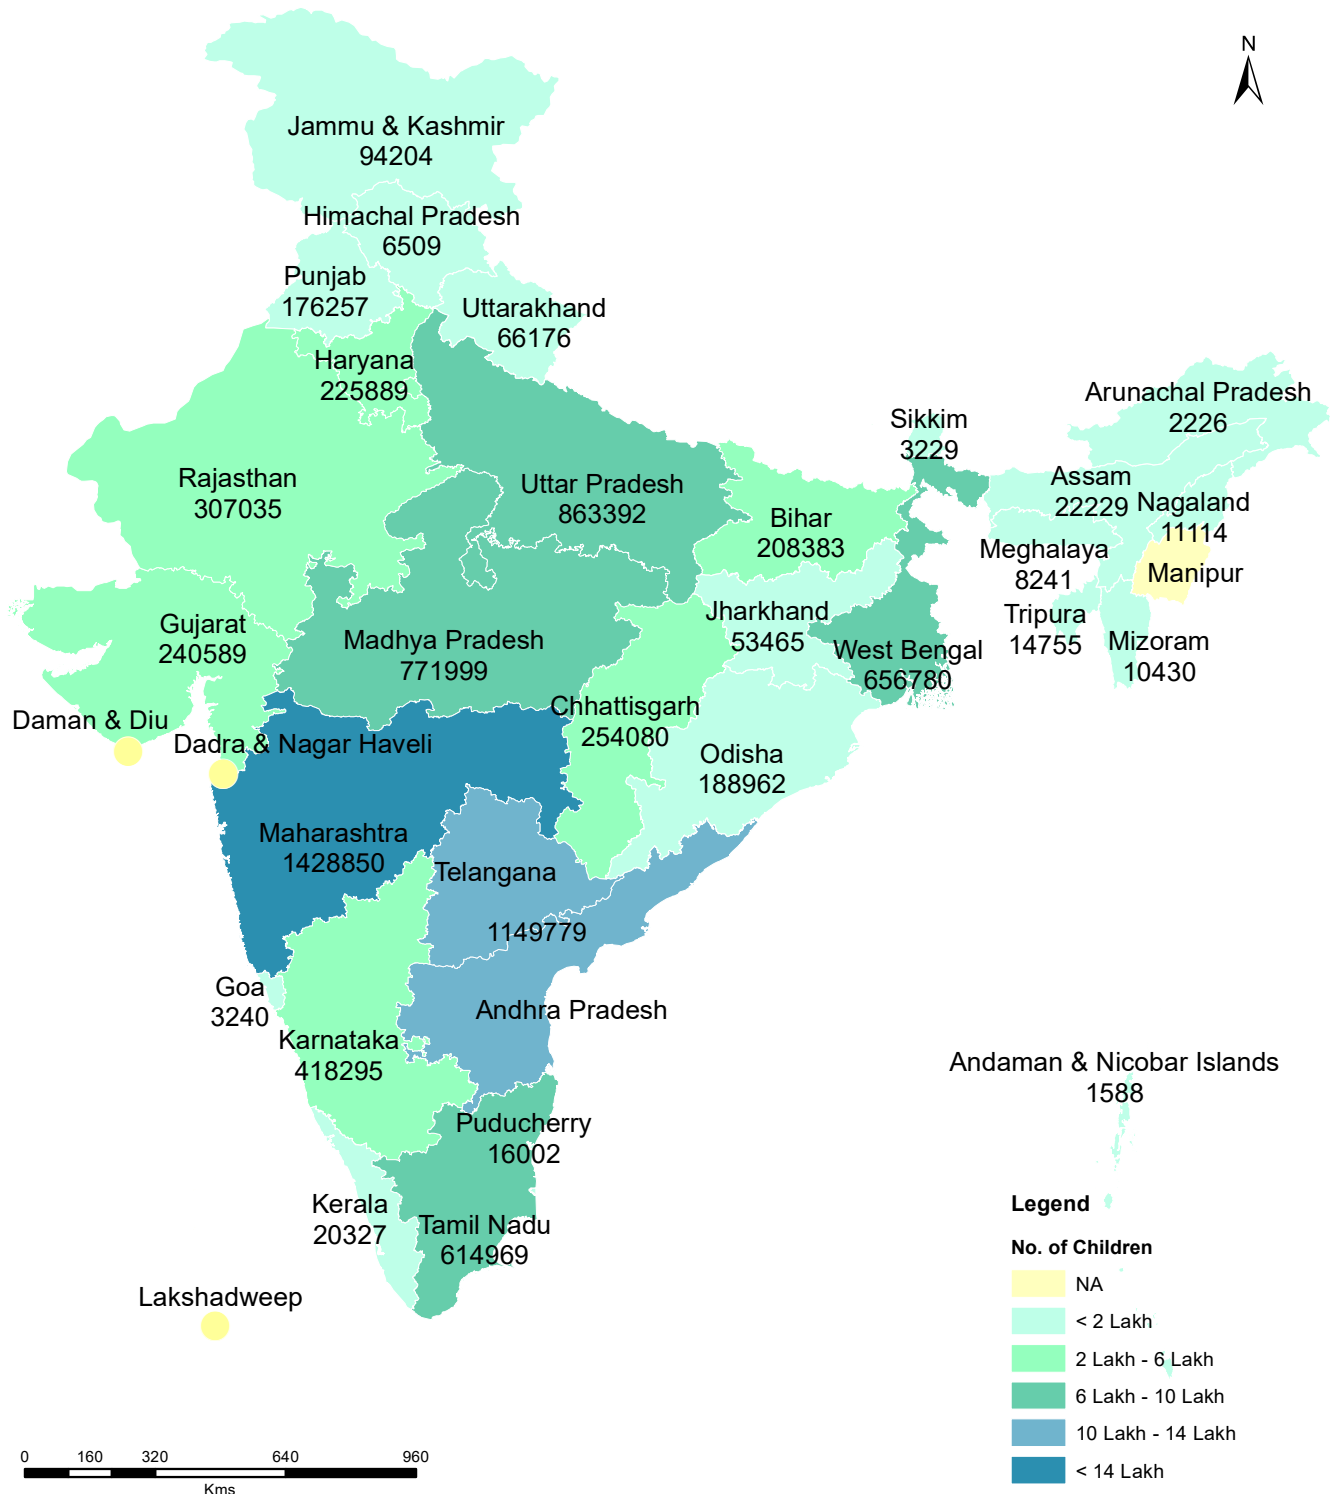 N
Jammu & Kashmir
94204
Himachal Pradesh
6509
Punjab
176257
Uttarakhand
66176
Haryana
225889
Arunachal Pradesh
2226
Sikkim
3229
Rajasthan
307035
Uttar Pradesh
863392
Assam
22229
Nagaland
11114
Bihar
208383
Meghalaya
8241
Manipur
Jharkhand
53465
Tripura
14755
Gujarat
240589
Madhya Pradesh
771999
West Bengal
656780
Mizoram
10430
Daman & Diu
Chhattisgarh
254080
Dadra & Nagar Haveli
Odisha
188962
Maharashtra
1428850
Telangana
1149779
Goa
3240
Andhra Pradesh
Karnataka
418295
Andaman & Nicobar Islands
1588
Puducherry
16002
Kerala
20327
Tamil Nadu
614969
Lakshadweep
Legend
No. of Children
NA
< 2 Lakh
2 Lakh - 6 Lakh
6 Lakh - 10 Lakh
10 Lakh - 14 Lakh
< 14 Lakh
0 160 320 640 960
Kms